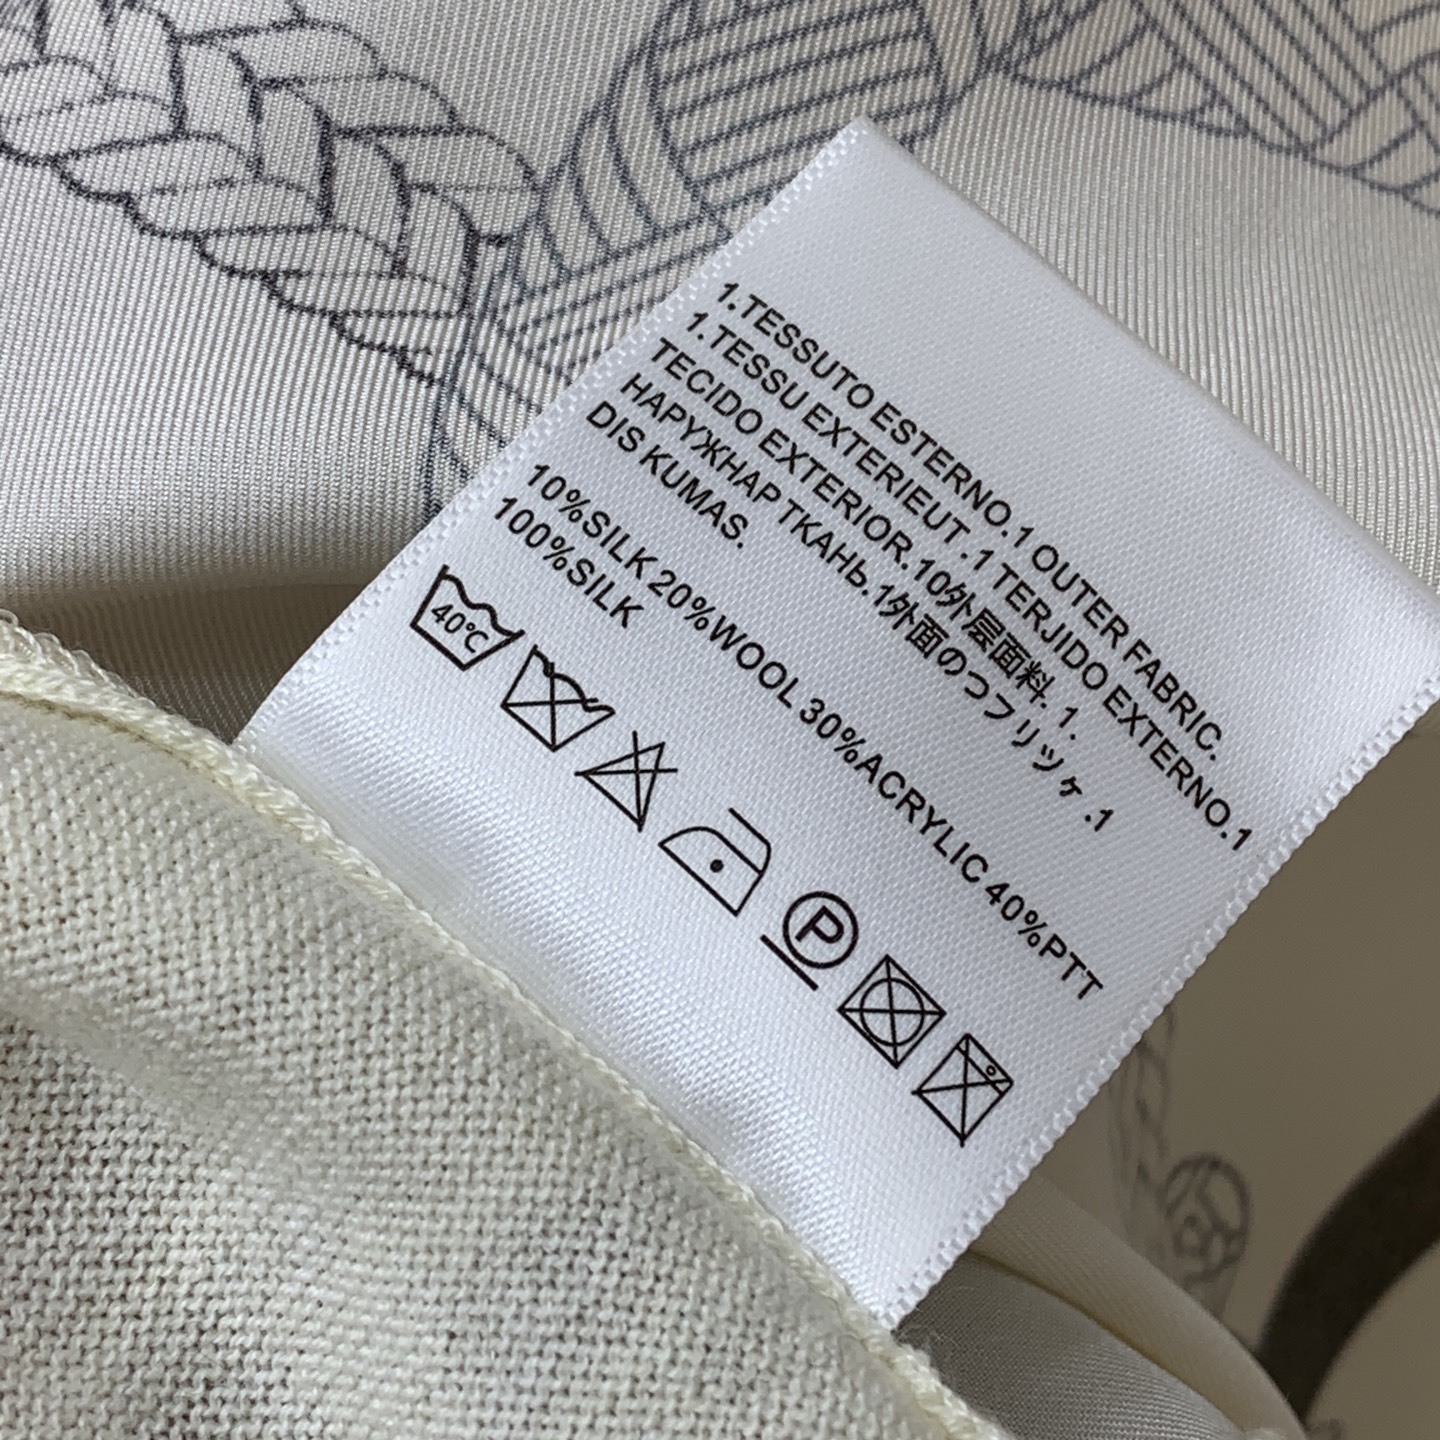 1.TESSUTO ESTERNO.1 OUTER FABRIC.
1.TESSU EXTERIEUT .1 TERJIDO EXTERNO.1
TECIDO EXTERIOR.10外层面料. 1.
НАРУЖНАР ТКАНЬ.1外面のつフリッヶ .1
DIS KUMAS.
10%SILK 20%WOOL 30%ACRYLIC 40%PTT
100%SILK
40℃
P